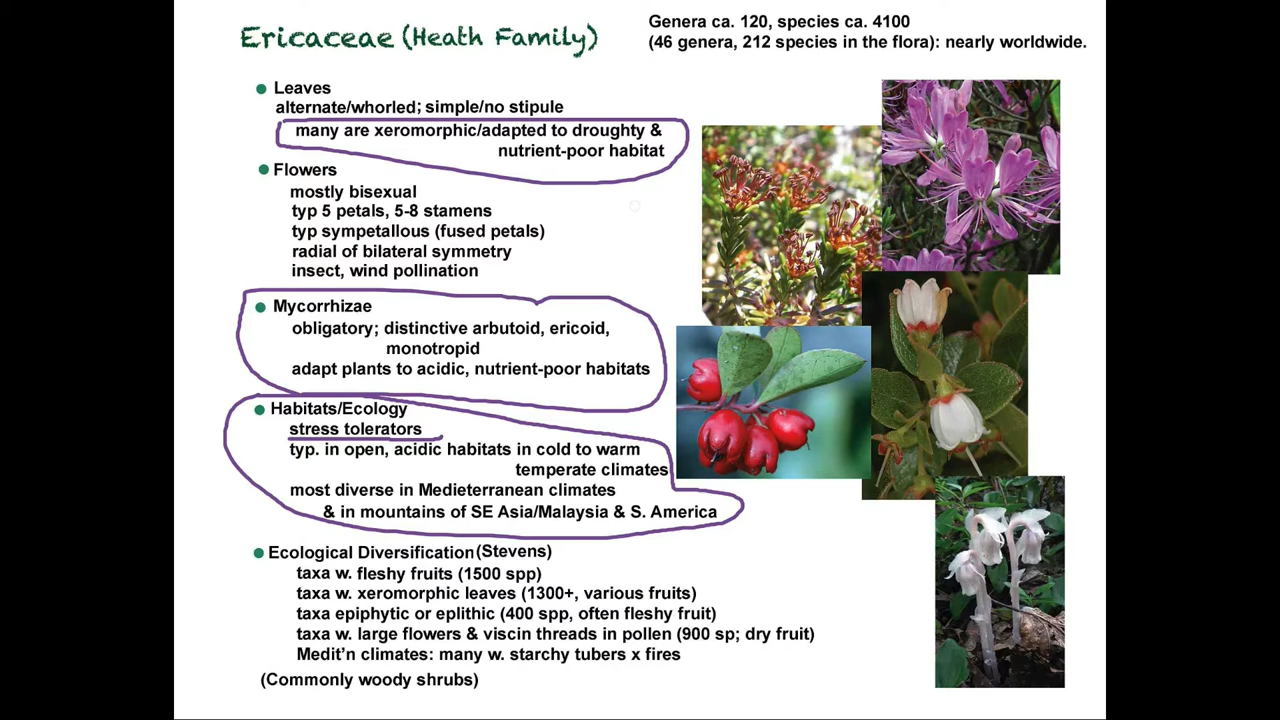 Ericaceae (Heath Family)
Genera ca. 120, species ca. 4100
(46 genera, 212 species in the flora): nearly worldwide.
Leaves
alternate/whorled; simple/no stipule
many are xeromorphic/adapted to droughty &
nutrient-poor habitat
Flowers
mostly bisexual
typ 5 petals, 5-8 stamens
typ sympetallous (fused petals)
radial of bilateral symmetry
insect, wind pollination
Mycorrhizae
obligatory; distinctive arbutoid, ericoid,
monotropid
adapt plants to acidic, nutrient-poor habitats
Habitats/Ecology
stress tolerators
typ. in open, acidic habitats in cold to warm
temperate climates
most diverse in Medieterranean climates
& in mountains of SE Asia/Malaysia & S. America
Ecological Diversification (Stevens)
taxa w. fleshy fruits (1500 spp)
taxa w. xeromorphic leaves (1300+, various fruits)
taxa epiphytic or eplithic (400 spp, often fleshy fruit)
taxa w. large flowers & viscin threads in pollen (900 sp; dry fruit)
Medit'n climates: many w. starchy tubers x fires
(Commonly woody shrubs)